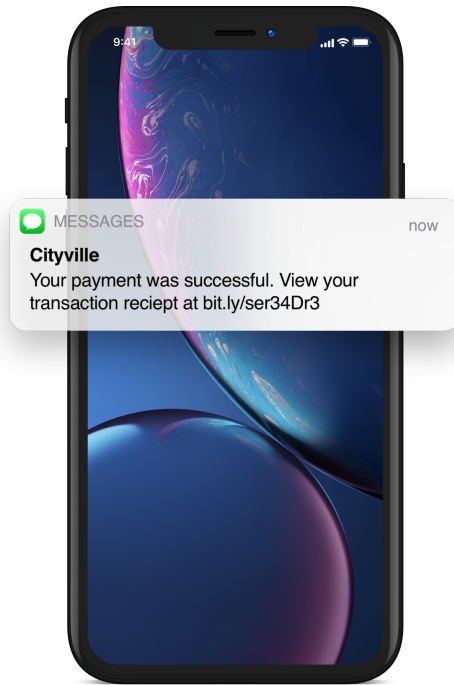 9:41
MESSAGES
now
Cityville
Your payment was successful. View your
transaction reciept at bit.ly/ser34Dr3